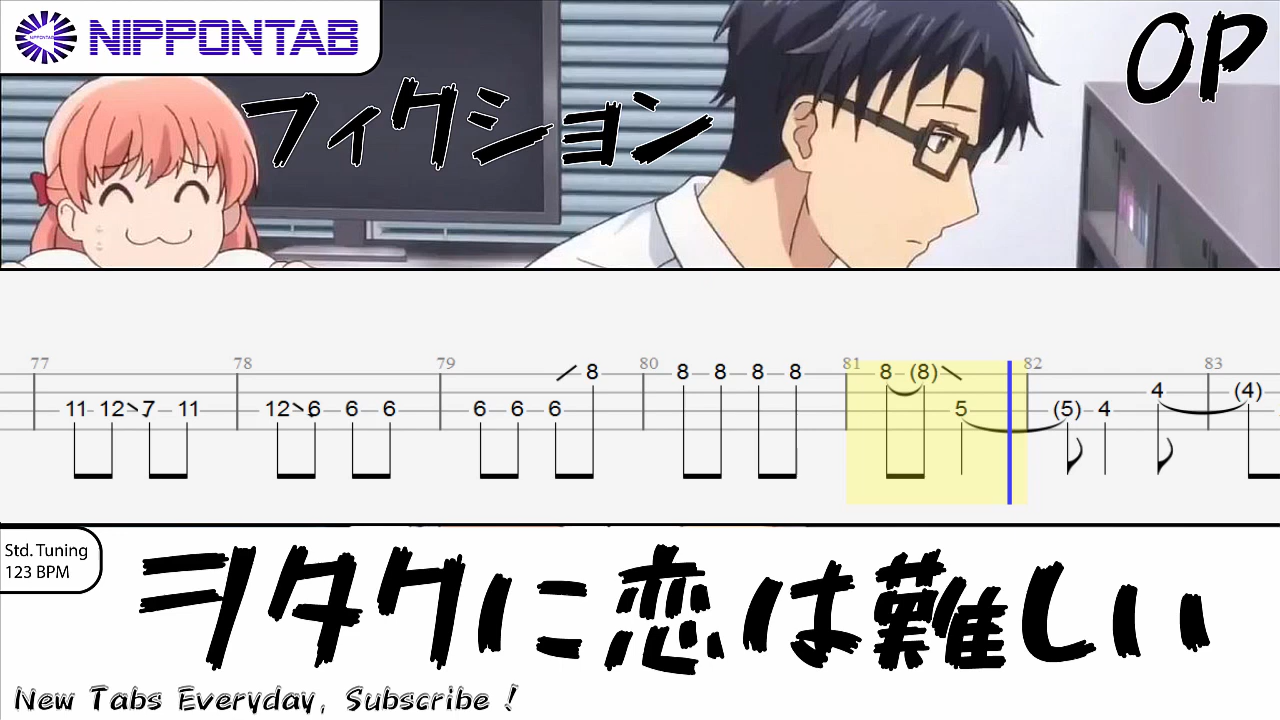 NIPPONTAB
NIPPONTAB
OP
フィクション
77 78 79 80 81 82 83
8 8 8 8 8 8 (8)
4 (4)
11 12 7 11 12 6 6 6 6 6 6 5 (5) 4
Std. Tuning
123 BPM
ヲタクに恋は難しい
New Tabs Everyday, Subscribe !